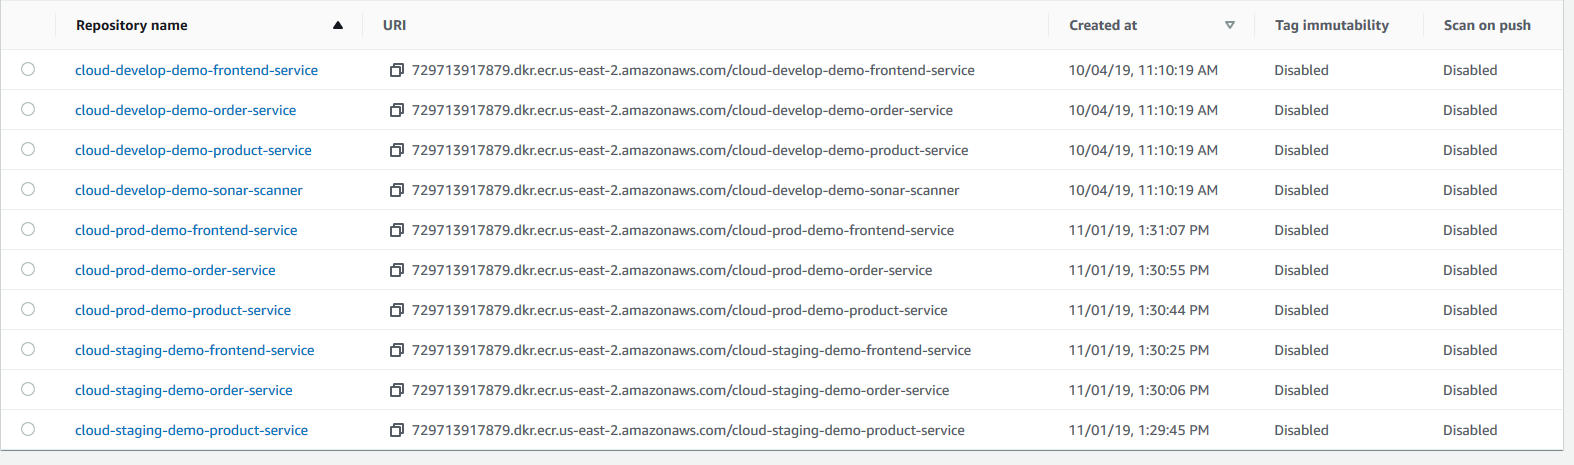 Repository name URI Created at Tag immutability Scan on push
cloud-develop-demo-frontend-service 729713917879.dkr.ecr.us-east-2.amazonaws.com/cloud-develop-demo-frontend-service 10/04/19, 11:10:19 AM Disabled Disabled
cloud-develop-demo-order-service 729713917879.dkr.ecr.us-east-2.amazonaws.com/cloud-develop-demo-order-service 10/04/19, 11:10:19 AM Disabled Disabled
cloud-develop-demo-product-service 729713917879.dkr.ecr.us-east-2.amazonaws.com/cloud-develop-demo-product-service 10/04/19, 11:10:19 AM Disabled Disabled
cloud-develop-demo-sonar-scanner 729713917879.dkr.ecr.us-east-2.amazonaws.com/cloud-develop-demo-sonar-scanner 10/04/19, 11:10:19 AM Disabled Disabled
cloud-prod-demo-frontend-service 729713917879.dkr.ecr.us-east-2.amazonaws.com/cloud-prod-demo-frontend-service 11/01/19, 1:31:07 PM Disabled Disabled
cloud-prod-demo-order-service 729713917879.dkr.ecr.us-east-2.amazonaws.com/cloud-prod-demo-order-service 11/01/19, 1:30:55 PM Disabled Disabled
cloud-prod-demo-product-service 729713917879.dkr.ecr.us-east-2.amazonaws.com/cloud-prod-demo-product-service 11/01/19, 1:30:44 PM Disabled Disabled
cloud-staging-demo-frontend-service 729713917879.dkr.ecr.us-east-2.amazonaws.com/cloud-staging-demo-frontend-service 11/01/19, 1:30:25 PM Disabled Disabled
cloud-staging-demo-order-service 729713917879.dkr.ecr.us-east-2.amazonaws.com/cloud-staging-demo-order-service 11/01/19, 1:30:06 PM Disabled Disabled
cloud-staging-demo-product-service 729713917879.dkr.ecr.us-east-2.amazonaws.com/cloud-staging-demo-product-service 11/01/19, 1:29:45 PM Disabled Disabled